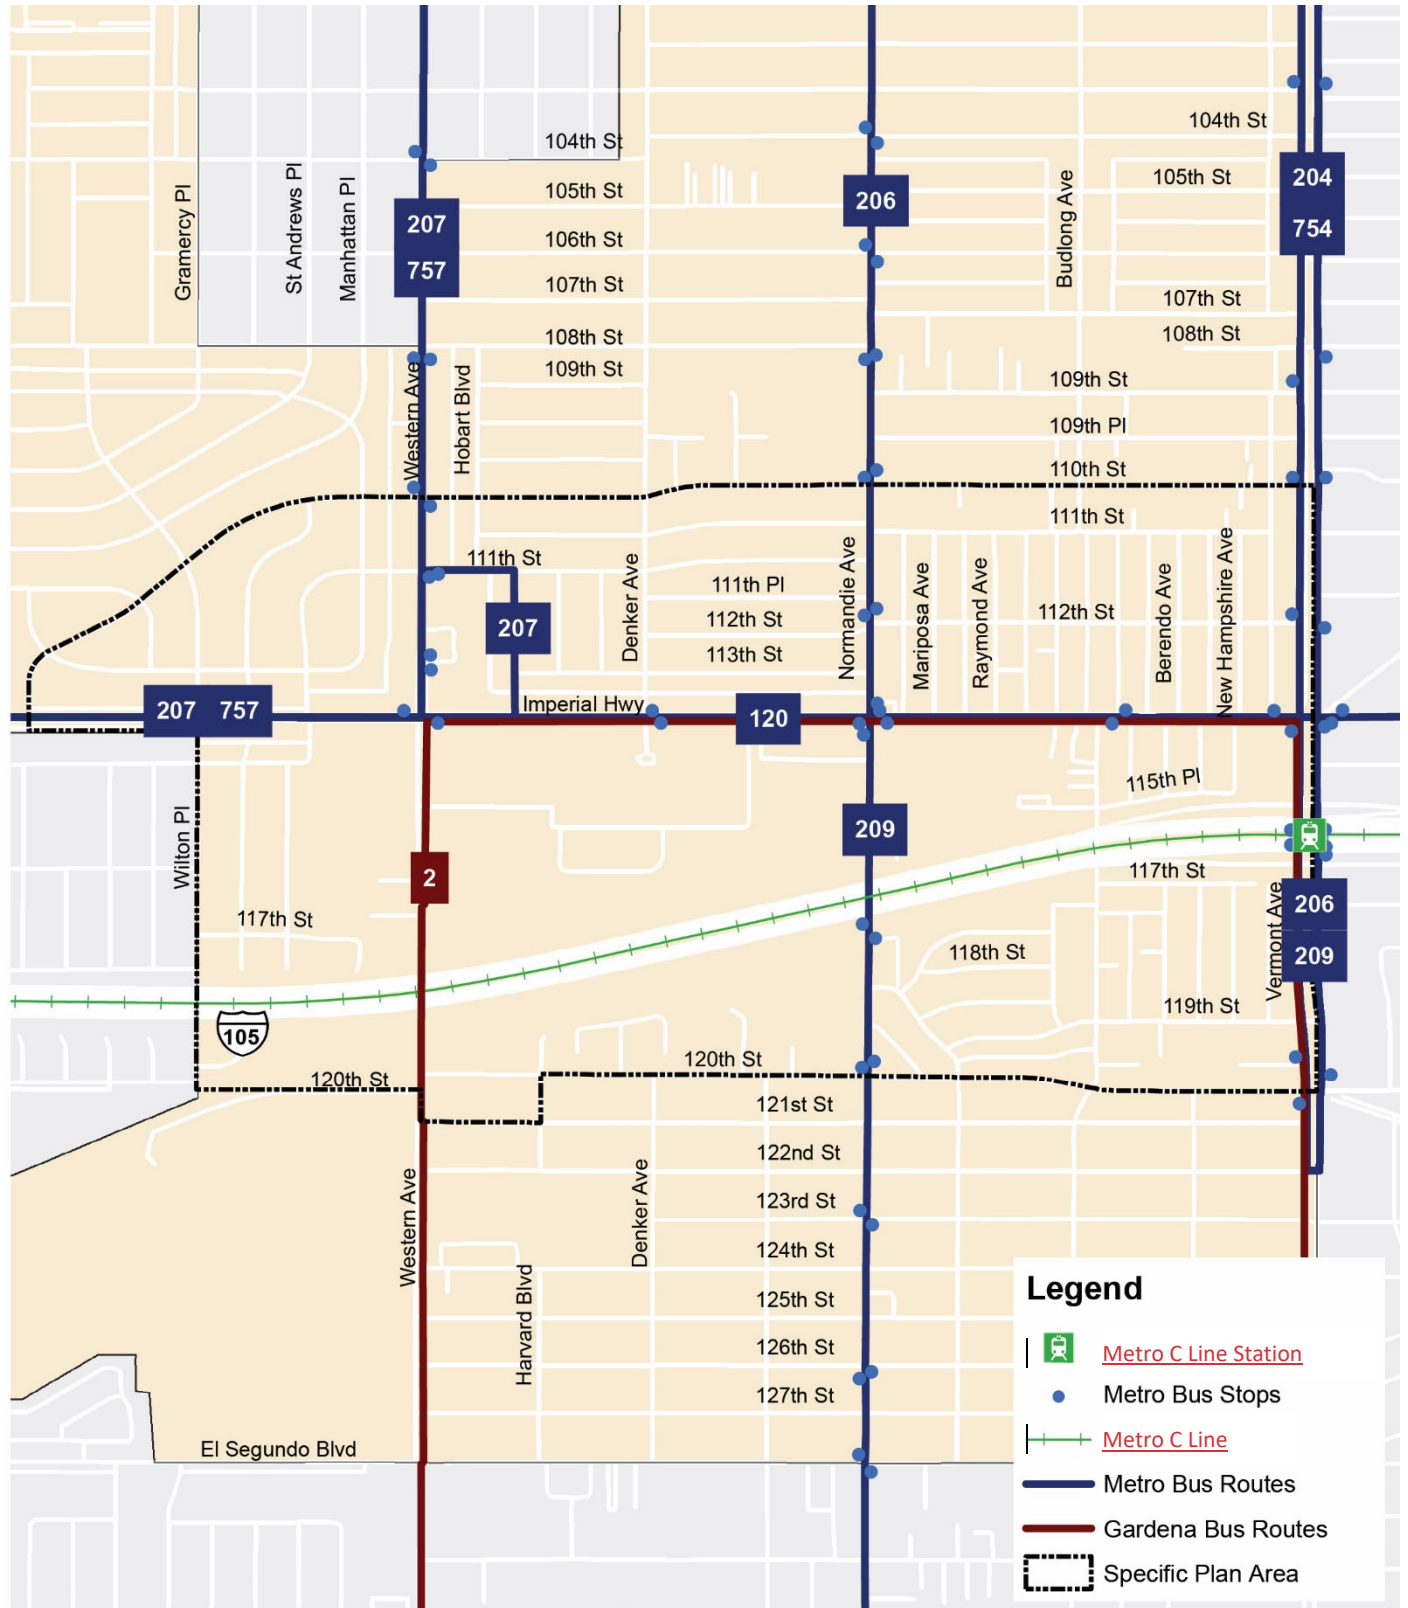 104th St
104th St
105th St
105th St
204
754
206
207
757
Gramercy Pl
St Andrews Pl
Manhattan Pl
Budlong Ave
106th St
107th St
107th St
108th St
108th St
109th St
109th St
Western Ave
Hobart Blvd
109th Pl
110th St
111th St
111th St
111th Pl
112th St
112th St
113th St
207
Denker Ave
Normandie Ave
Mariposa Ave
Raymond Ave
Berendo Ave
New Hampshire Ave
207 757
Imperial Hwy
120
115th Pl
Wilton Pl
209
2
117th St
117th St
206
209
Vermont Ave
118th St
119th St
105
120th St
120th St
121st St
122nd St
123rd St
124th St
125th St
126th St
127th St
Western Ave
Denker Ave
Harvard Blvd
El Segundo Blvd
Legend
Metro C Line Station
Metro Bus Stops
Metro C Line
Metro Bus Routes
Gardena Bus Routes
Specific Plan Area